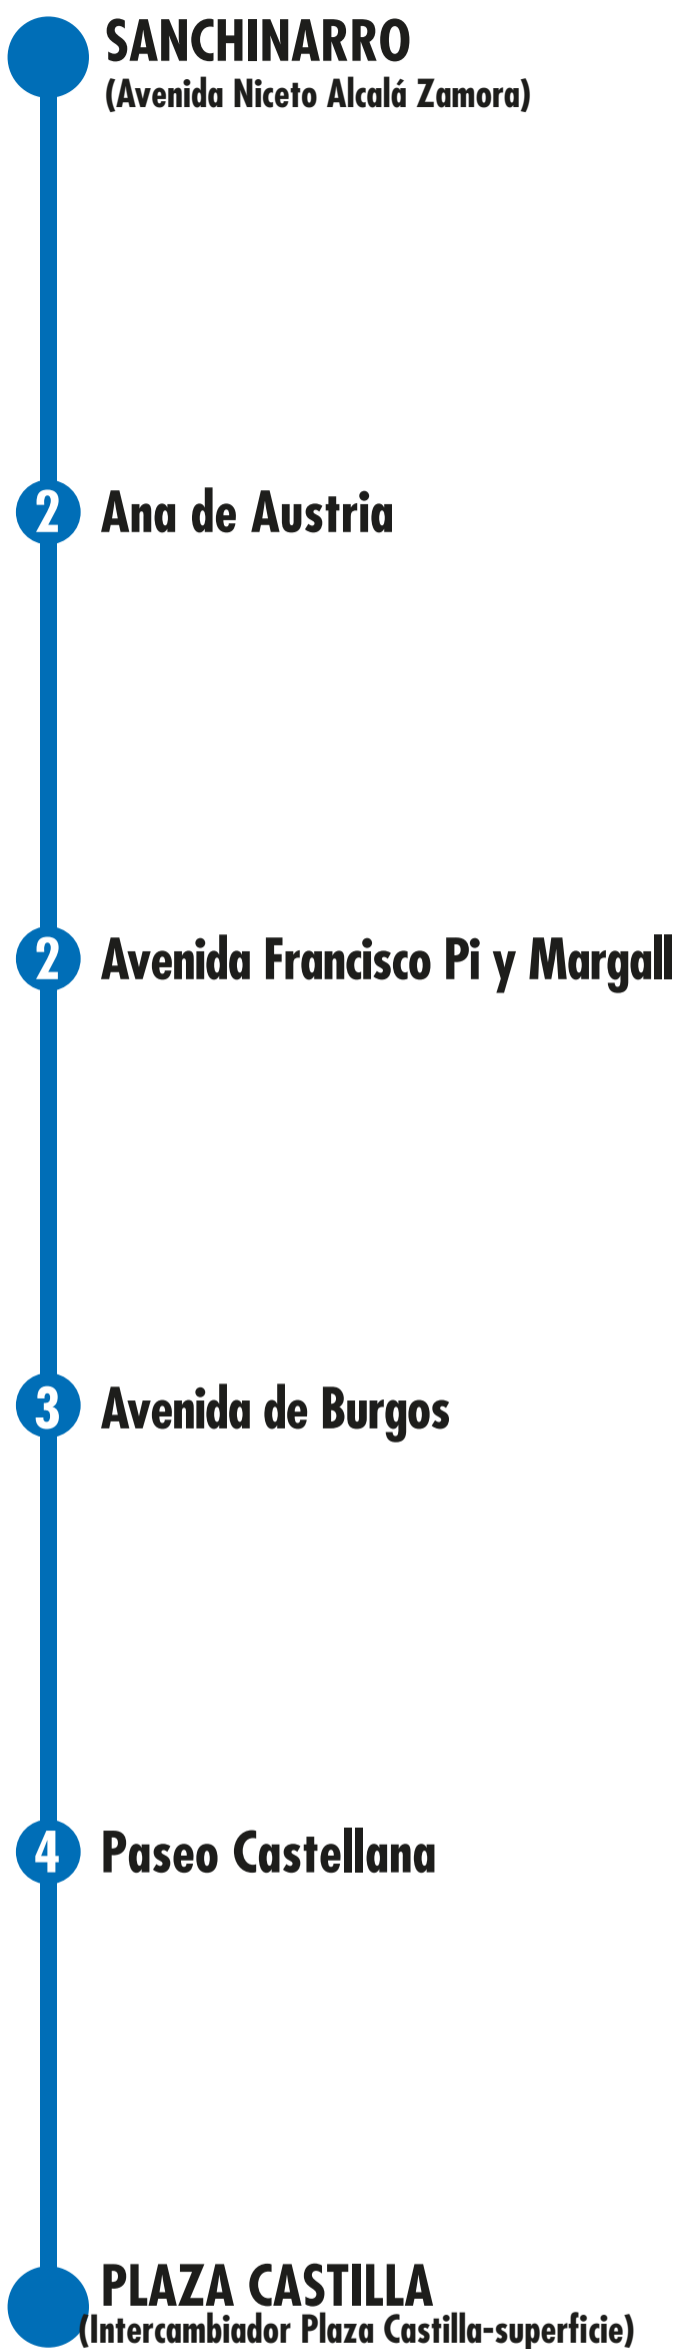 SANCHINARRO
(Avenida Niceto Alcalá Zamora)
2 Ana de Austria
2 Avenida Francisco Pi y Margall
3 Avenida de Burgos
4 Paseo Castellana
PLAZA CASTILLA
(Intercambiador Plaza Castilla-superficie)